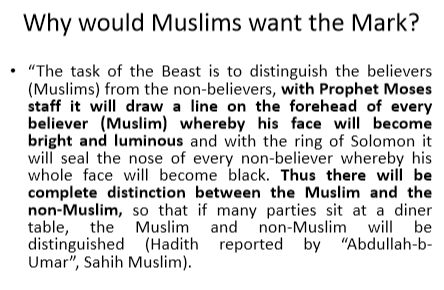 Why would Muslims want the Mark?
• “The task of the Beast is to distinguish the believers
(Muslims) from the non-believers, with Prophet Moses
staff it will draw a line on the forehead of every
believer (Muslim) whereby his face will become
bright and luminous and with the ring of Solomon it
will seal the nose of every non-believer whereby his
whole face will become black. Thus there will be
complete distinction between the Muslim and the
non-Muslim, so that if many parties sit at a diner
table, the Muslim and non-Muslim will be
distinguished (Hadith reported by “Abdullah-b-
Umar”, Sahih Muslim).